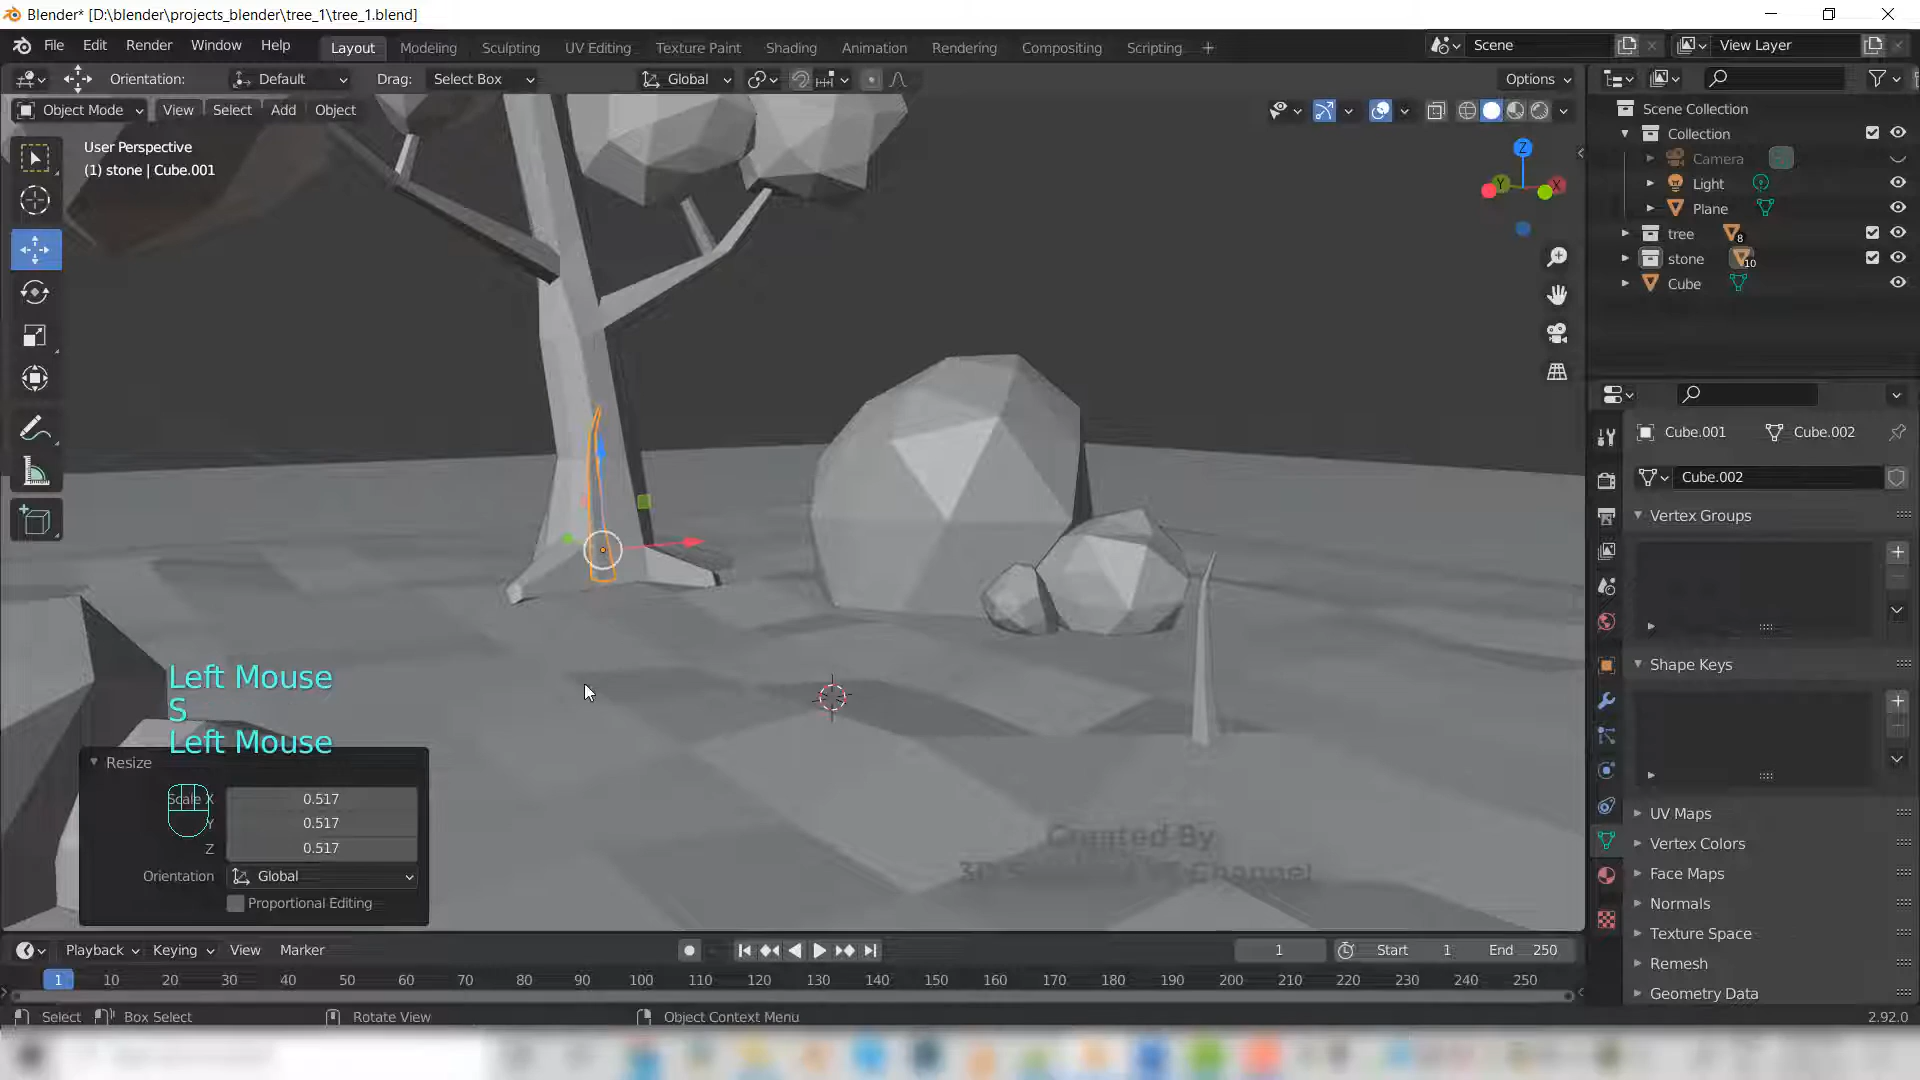 Blender* [D:\blender\projects_blender\tree_1\tree_1.blend]
File Edit Render Window Help Layout Modeling Sculpting UV Editing Texture Paint Shading Animation Rendering Compositing Scripting Scene View Layer
Orientation: Default Drag: Select Box Global Options
Object Mode View Select Add Object
User Perspective
(1) stone | Cube.001
Z
Y
X
Scene Collection
Collection
Camera
Light
Plane
tree 8
stone 10
Cube
Cube.001 Cube.002
Cube.002
Vertex Groups
Shape Keys
UV Maps
Vertex Colors
Face Maps
Normals
Texture Space
Remesh
Geometry Data
Left Mouse
S
Left Mouse
Resize
Scale X 0.517
Y 0.517
Z 0.517
Orientation Global
Proportional Editing
Created By
Channel
Playback Keying View Marker 1 Start 1 End 250
1 10 20 30 40 50 60 70 80 90 100 110 120 130 140 150 160 170 180 190 200 210 220 230 240 250
Select Box Select Rotate View Object Context Menu 2.92.0